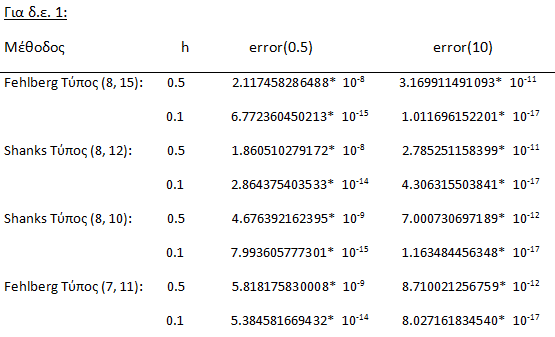 Για δ.ε. 1:
Μέθοδος h error(0.5) error(10)
Fehlberg Τύπος (8, 15): 0.5 2.117458286488* 10-8 3.169911491093* 10-11
0.1 6.772360450213* 10-15 1.011696152201* 10-17
Shanks Τύπος (8, 12): 0.5 1.860510279172* 10-8 2.785251158399* 10-11
0.1 2.864375403533* 10-14 4.306315503841* 10-17
Shanks Τύπος (8, 10): 0.5 4.676392162395* 10-9 7.000730697189* 10-12
0.1 7.993605777301* 10-15 1.163484456348* 10-17
Fehlberg Τύπος (7, 11): 0.5 5.818175830008* 10-9 8.710021256759* 10-12
0.1 5.384581669432* 10-14 8.027161834540* 10-17